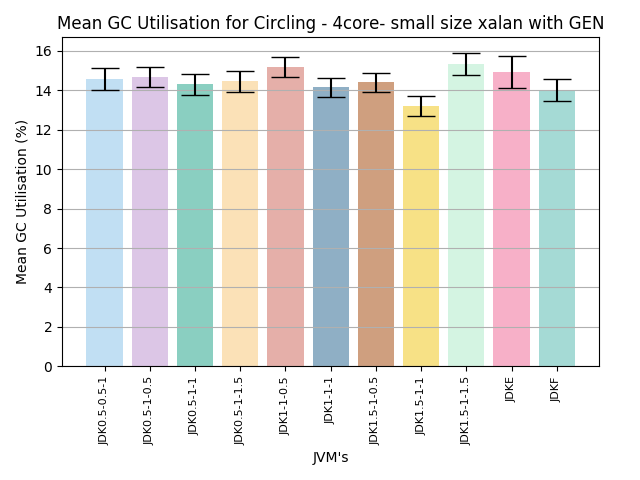 Mean GC Utilisation for Circling - 4core- small size xalan with GEN
Mean GC Utilisation (%)
16
14
12
10
8
6
4
2
0
JDK0.5-0.5-1
JDK0.5-1-0.5
JDK0.5-1-1
JDK0.5-1-1.5
JDK1-1-0.5
JDK1-1-1
JDK1.5-1-0.5
JDK1.5-1-1
JDK1.5-1-1.5
JDKE
JDKF
JVM's